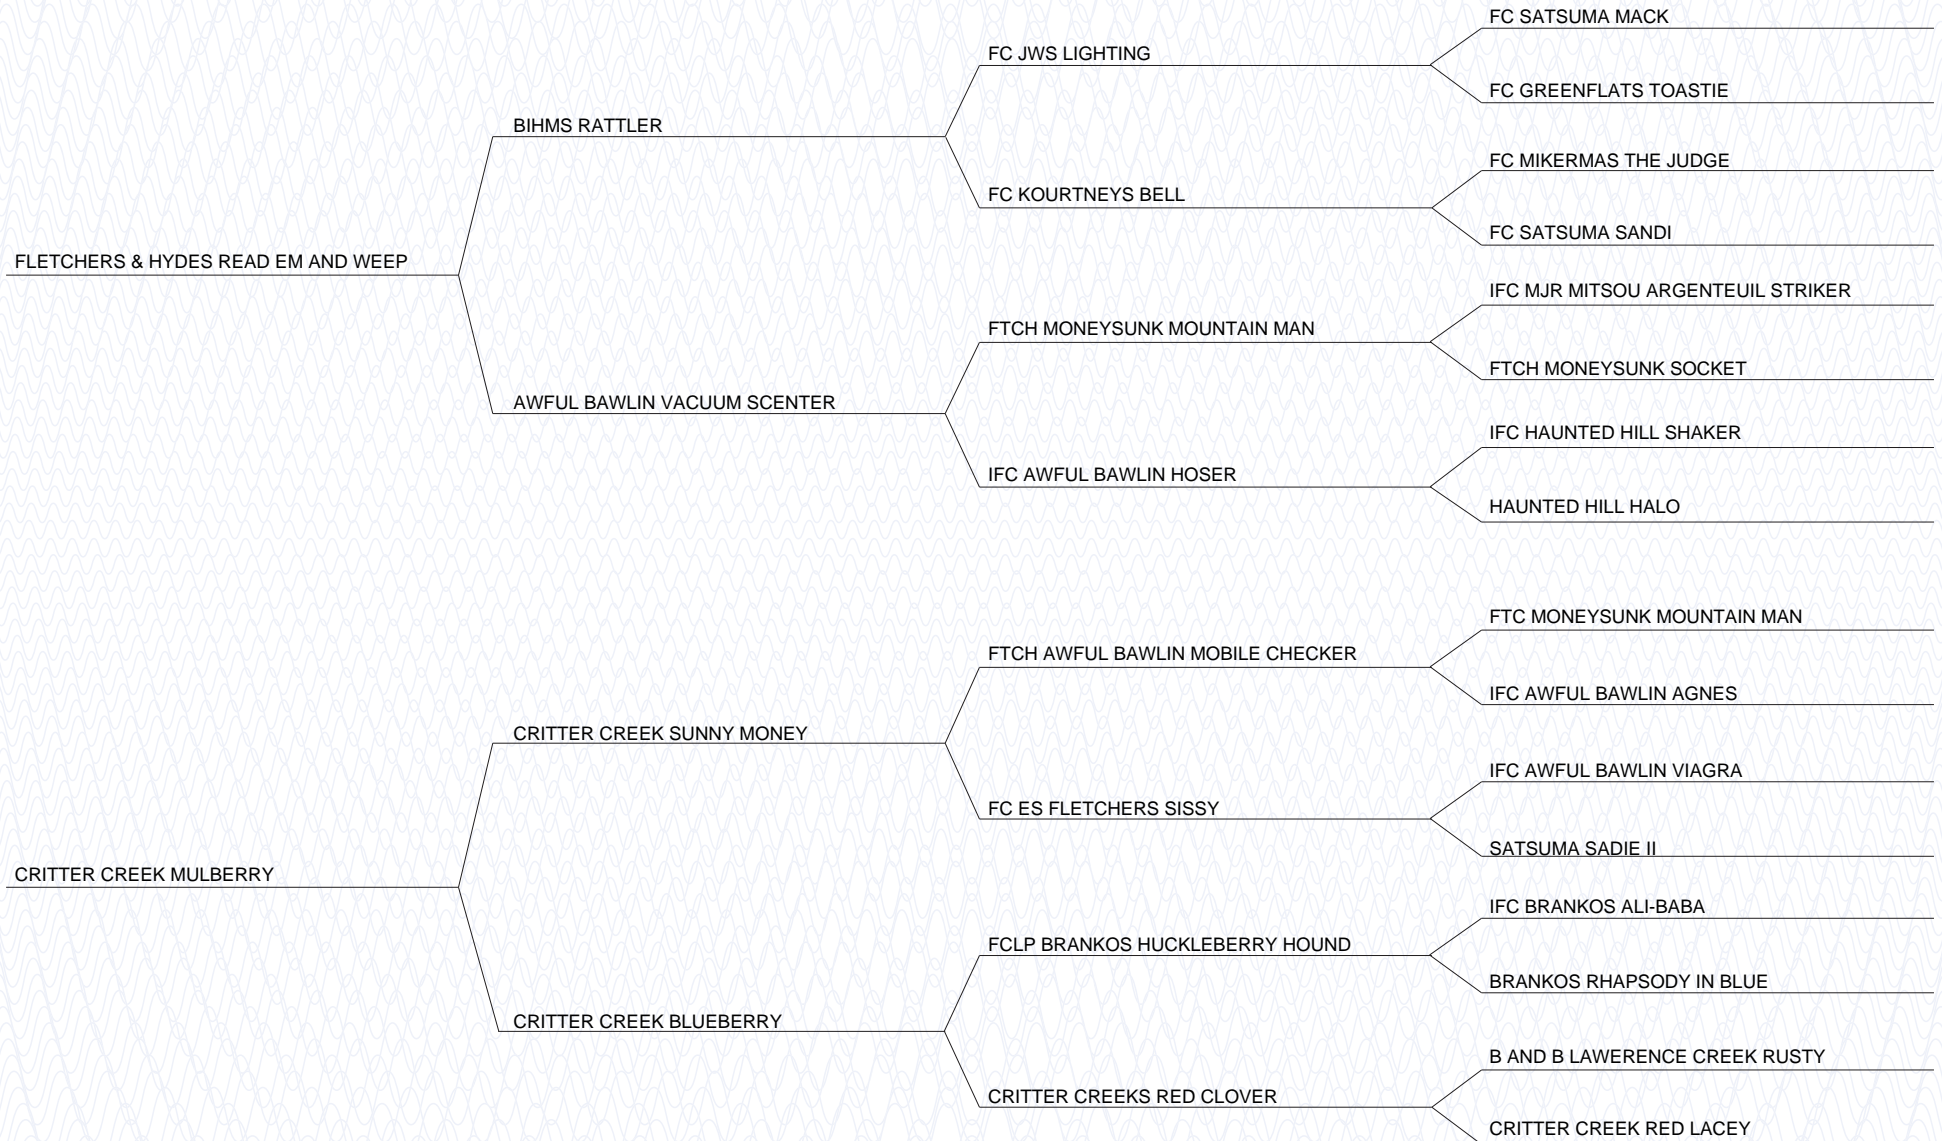 FC SATSUMA MACK
FC JWS LIGHTING
FC GREENFLATS TOASTIE
BIHMS RATTLER
FC MIKERMAS THE JUDGE
FC KOURTNEYS BELL
FC SATSUMA SANDI
FLETCHERS & HYDES READ EM AND WEEP
IFC MJR MITSOU ARGENTEUIL STRIKER
FTCH MONEYSUNK MOUNTAIN MAN
FTCH MONEYSUNK SOCKET
AWFUL BAWLIN VACUUM SCENTER
IFC HAUNTED HILL SHAKER
IFC AWFUL BAWLIN HOSER
HAUNTED HILL HALO
FTC MONEYSUNK MOUNTAIN MAN
FTCH AWFUL BAWLIN MOBILE CHECKER
IFC AWFUL BAWLIN AGNES
CRITTER CREEK SUNNY MONEY
IFC AWFUL BAWLIN VIAGRA
FC ES FLETCHERS SISSY
SATSUMA SADIE II
CRITTER CREEK MULBERRY
IFC BRANKOS ALI-BABA
FCLP BRANKOS HUCKLEBERRY HOUND
BRANKOS RHAPSODY IN BLUE
CRITTER CREEK BLUEBERRY
B AND B LAWERENCE CREEK RUSTY
CRITTER CREEKS RED CLOVER
CRITTER CREEK RED LACEY